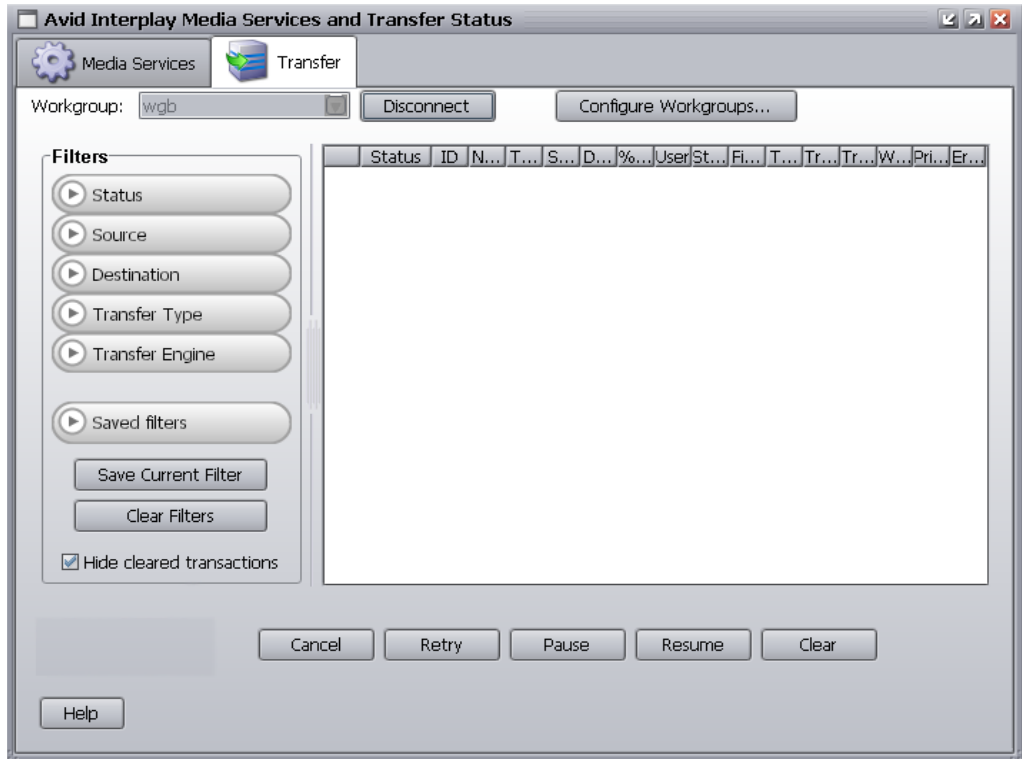 Avid Interplay Media Services and Transfer Status
Media Services Transfer
Workgroup: wgb Disconnect Configure Workgroups...
Filters
Status ID N... T... S... D... %... User St... Fi... T... Tr... Tr... W... Pri... Er...
Status
Source
Destination
Transfer Type
Transfer Engine
Saved filters
Save Current Filter
Clear Filters
Hide cleared transactions
Cancel Retry Pause Resume Clear
Help